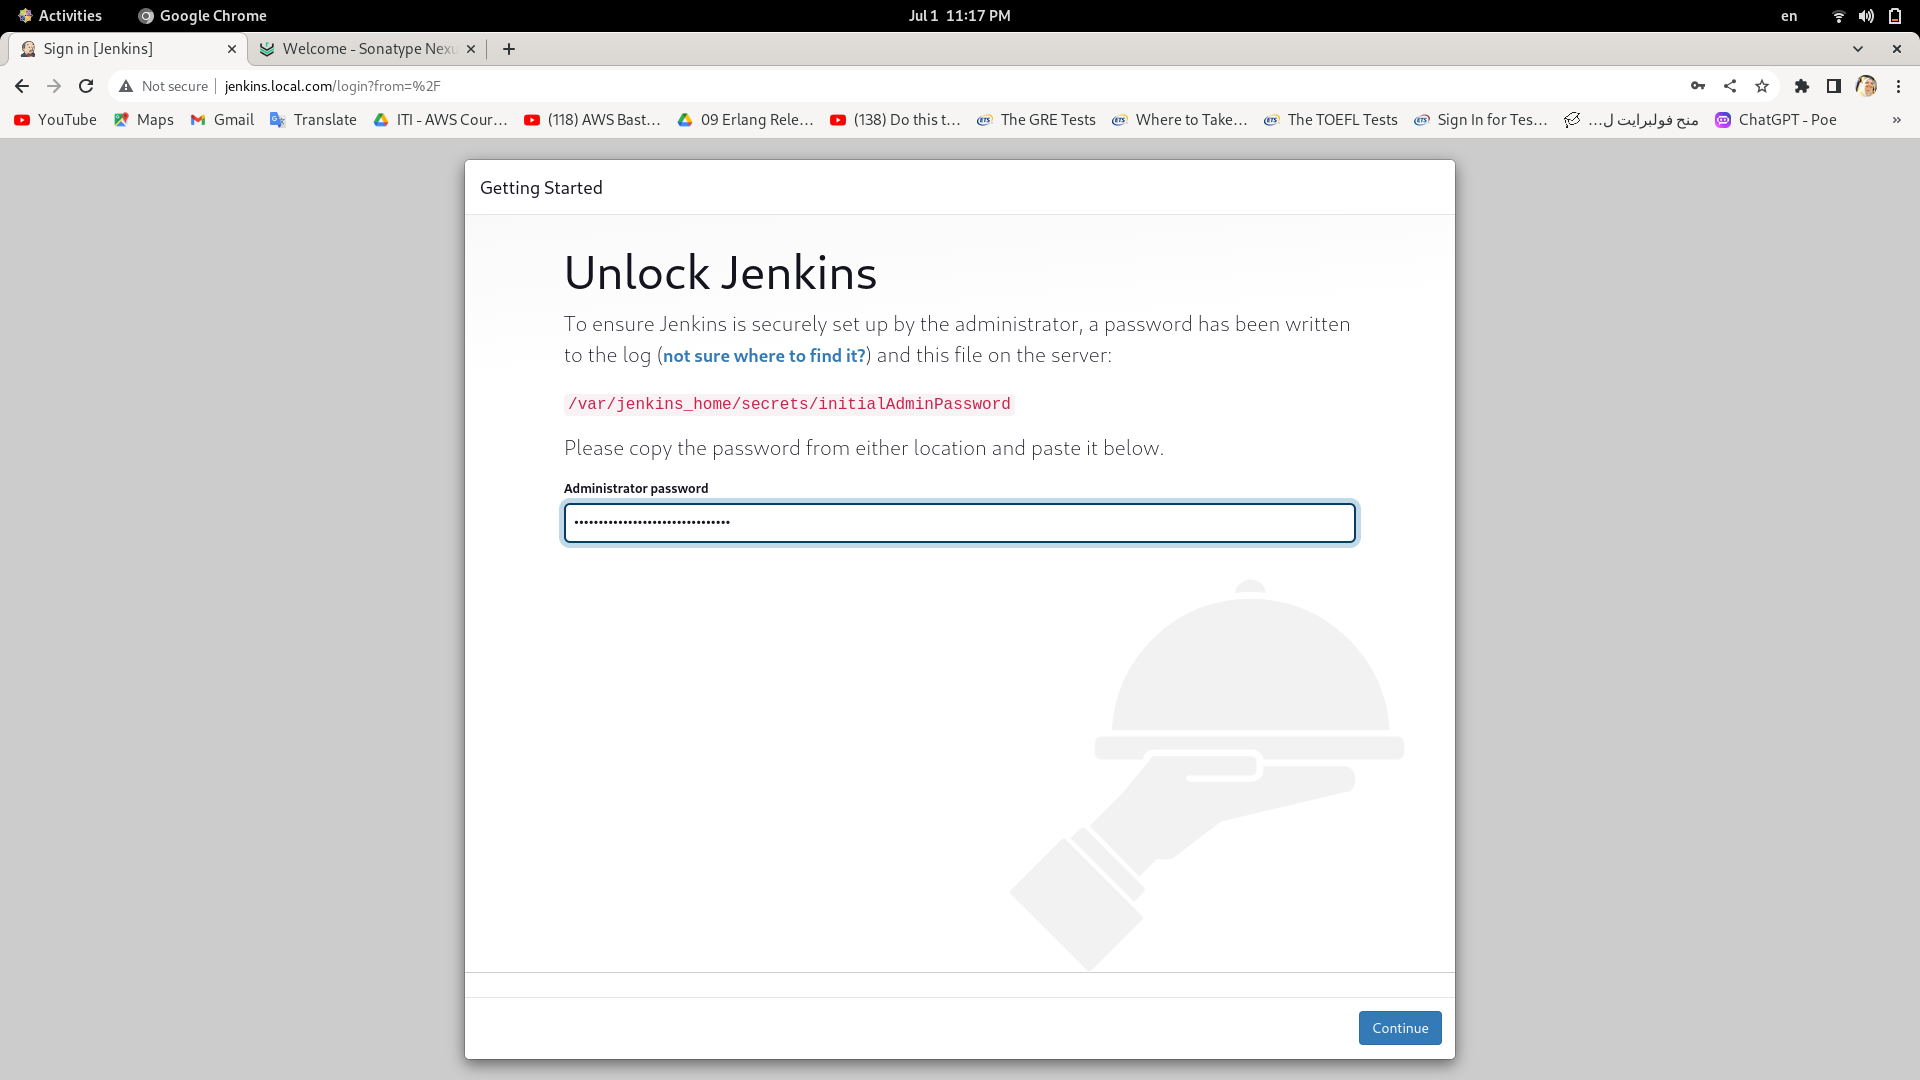 Activities Google Chrome Jul 1 11:17 PM en
Sign in [Jenkins] Welcome - Sonatype Nexu
Not secure jenkins.local.com/login?from=%2F
YouTube Maps Gmail Translate ITI - AWS Cour... (118) AWS Bast... 09 Erlang Rele... (138) Do this t... The GRE Tests Where to Take... The TOEFL Tests Sign In for Tes... منح فولبرايت ل... ChatGPT - Poe »
Getting Started
Unlock Jenkins
To ensure Jenkins is securely set up by the administrator, a password has been written
to the log (not sure where to find it?) and this file on the server:
/var/jenkins_home/secrets/initialAdminPassword
Please copy the password from either location and paste it below.
Administrator password
••••••••••••••••••••••••••••••••
Continue